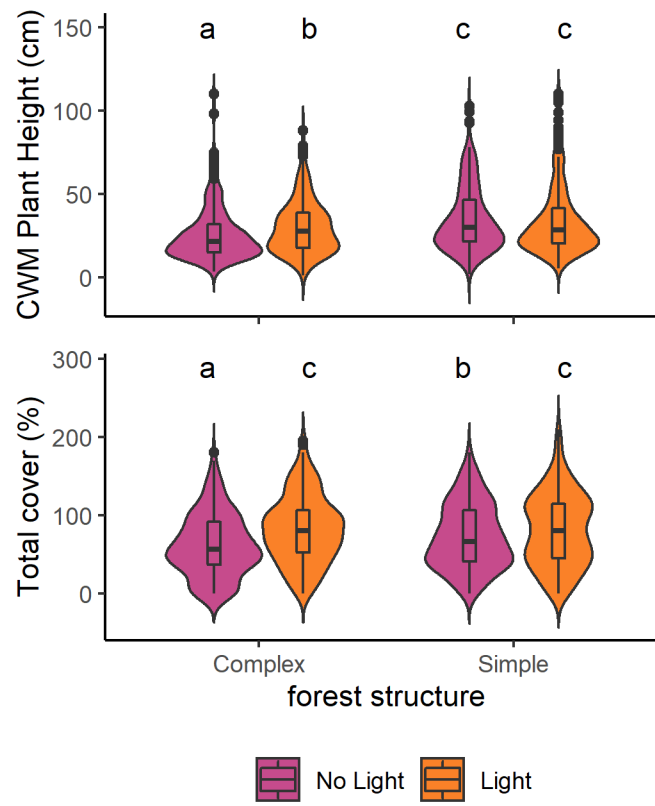 CWM Plant Height (cm)
150
100
50
0
a b c c
Total cover (%)
300
200
100
0
a c b c
Complex Simple
forest structure
No Light Light